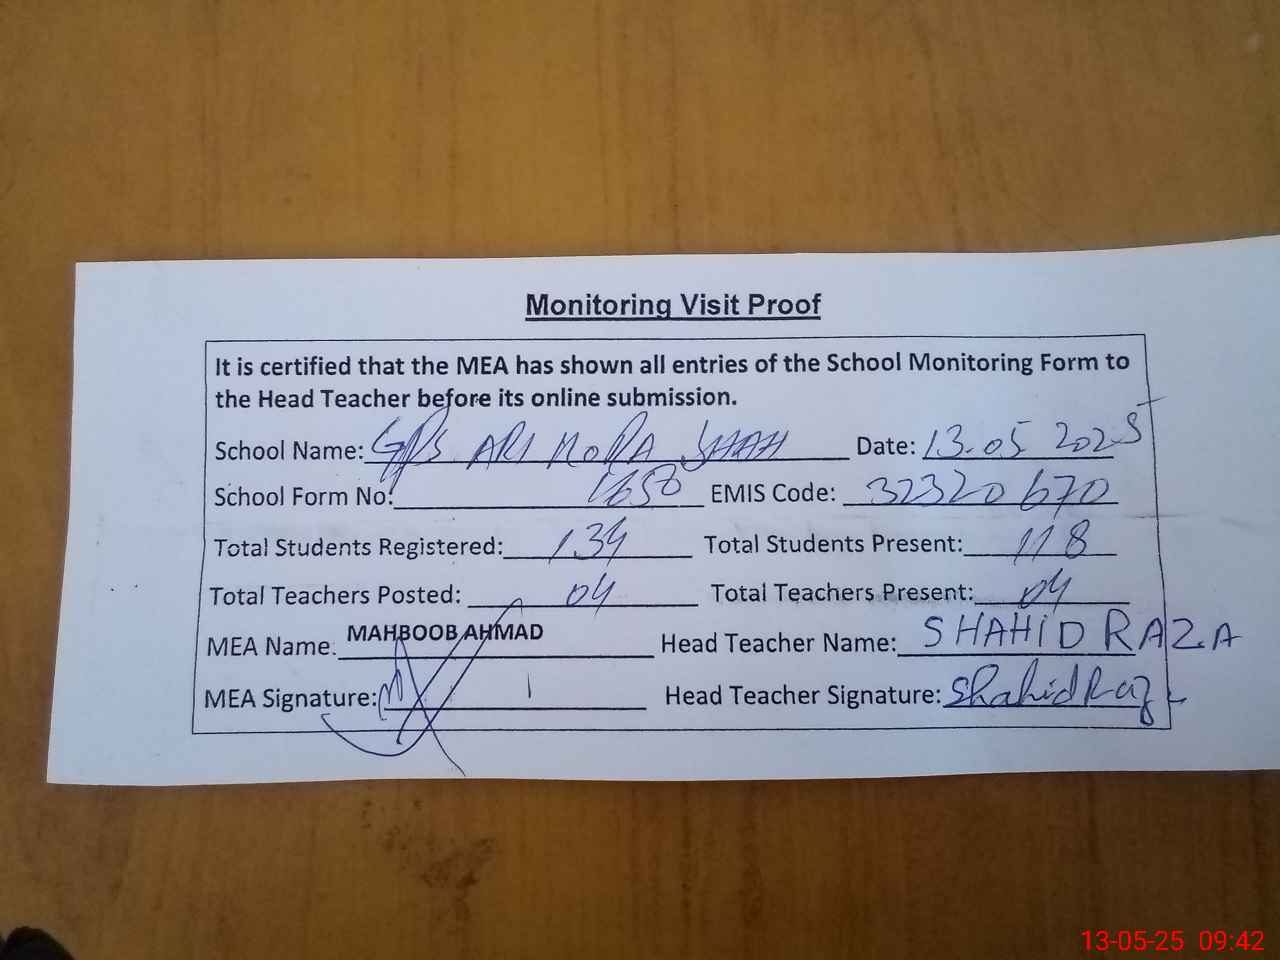 Monitoring Visit Proof
It is certified that the MEA has shown all entries of the School Monitoring Form to
the Head Teacher before its online submission.
School Name: GPS ARI MoRA SHAH Date: 13.05 2025
School Form No: 1650 EMIS Code: 32320670
Total Students Registered: 134 Total Students Present: 118
Total Teachers Posted: 04 Total Teachers Present: 04
MEA Name. MAHBOOB AHMAD Head Teacher Name: SHAHID RAZA
MEA Signature: Head Teacher Signature: Shahid Raza
13-05-25 09:42